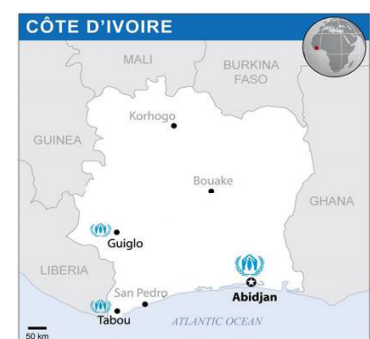 CÔTE D'IVOIRE
MALI
BURKINA
FASO
Korhogo
GUINEA
Bouake
GHANA
Guiglo
LIBERIA
San Pedro
Abidjan
Tabou
ATLANTIC OCEAN
50 km